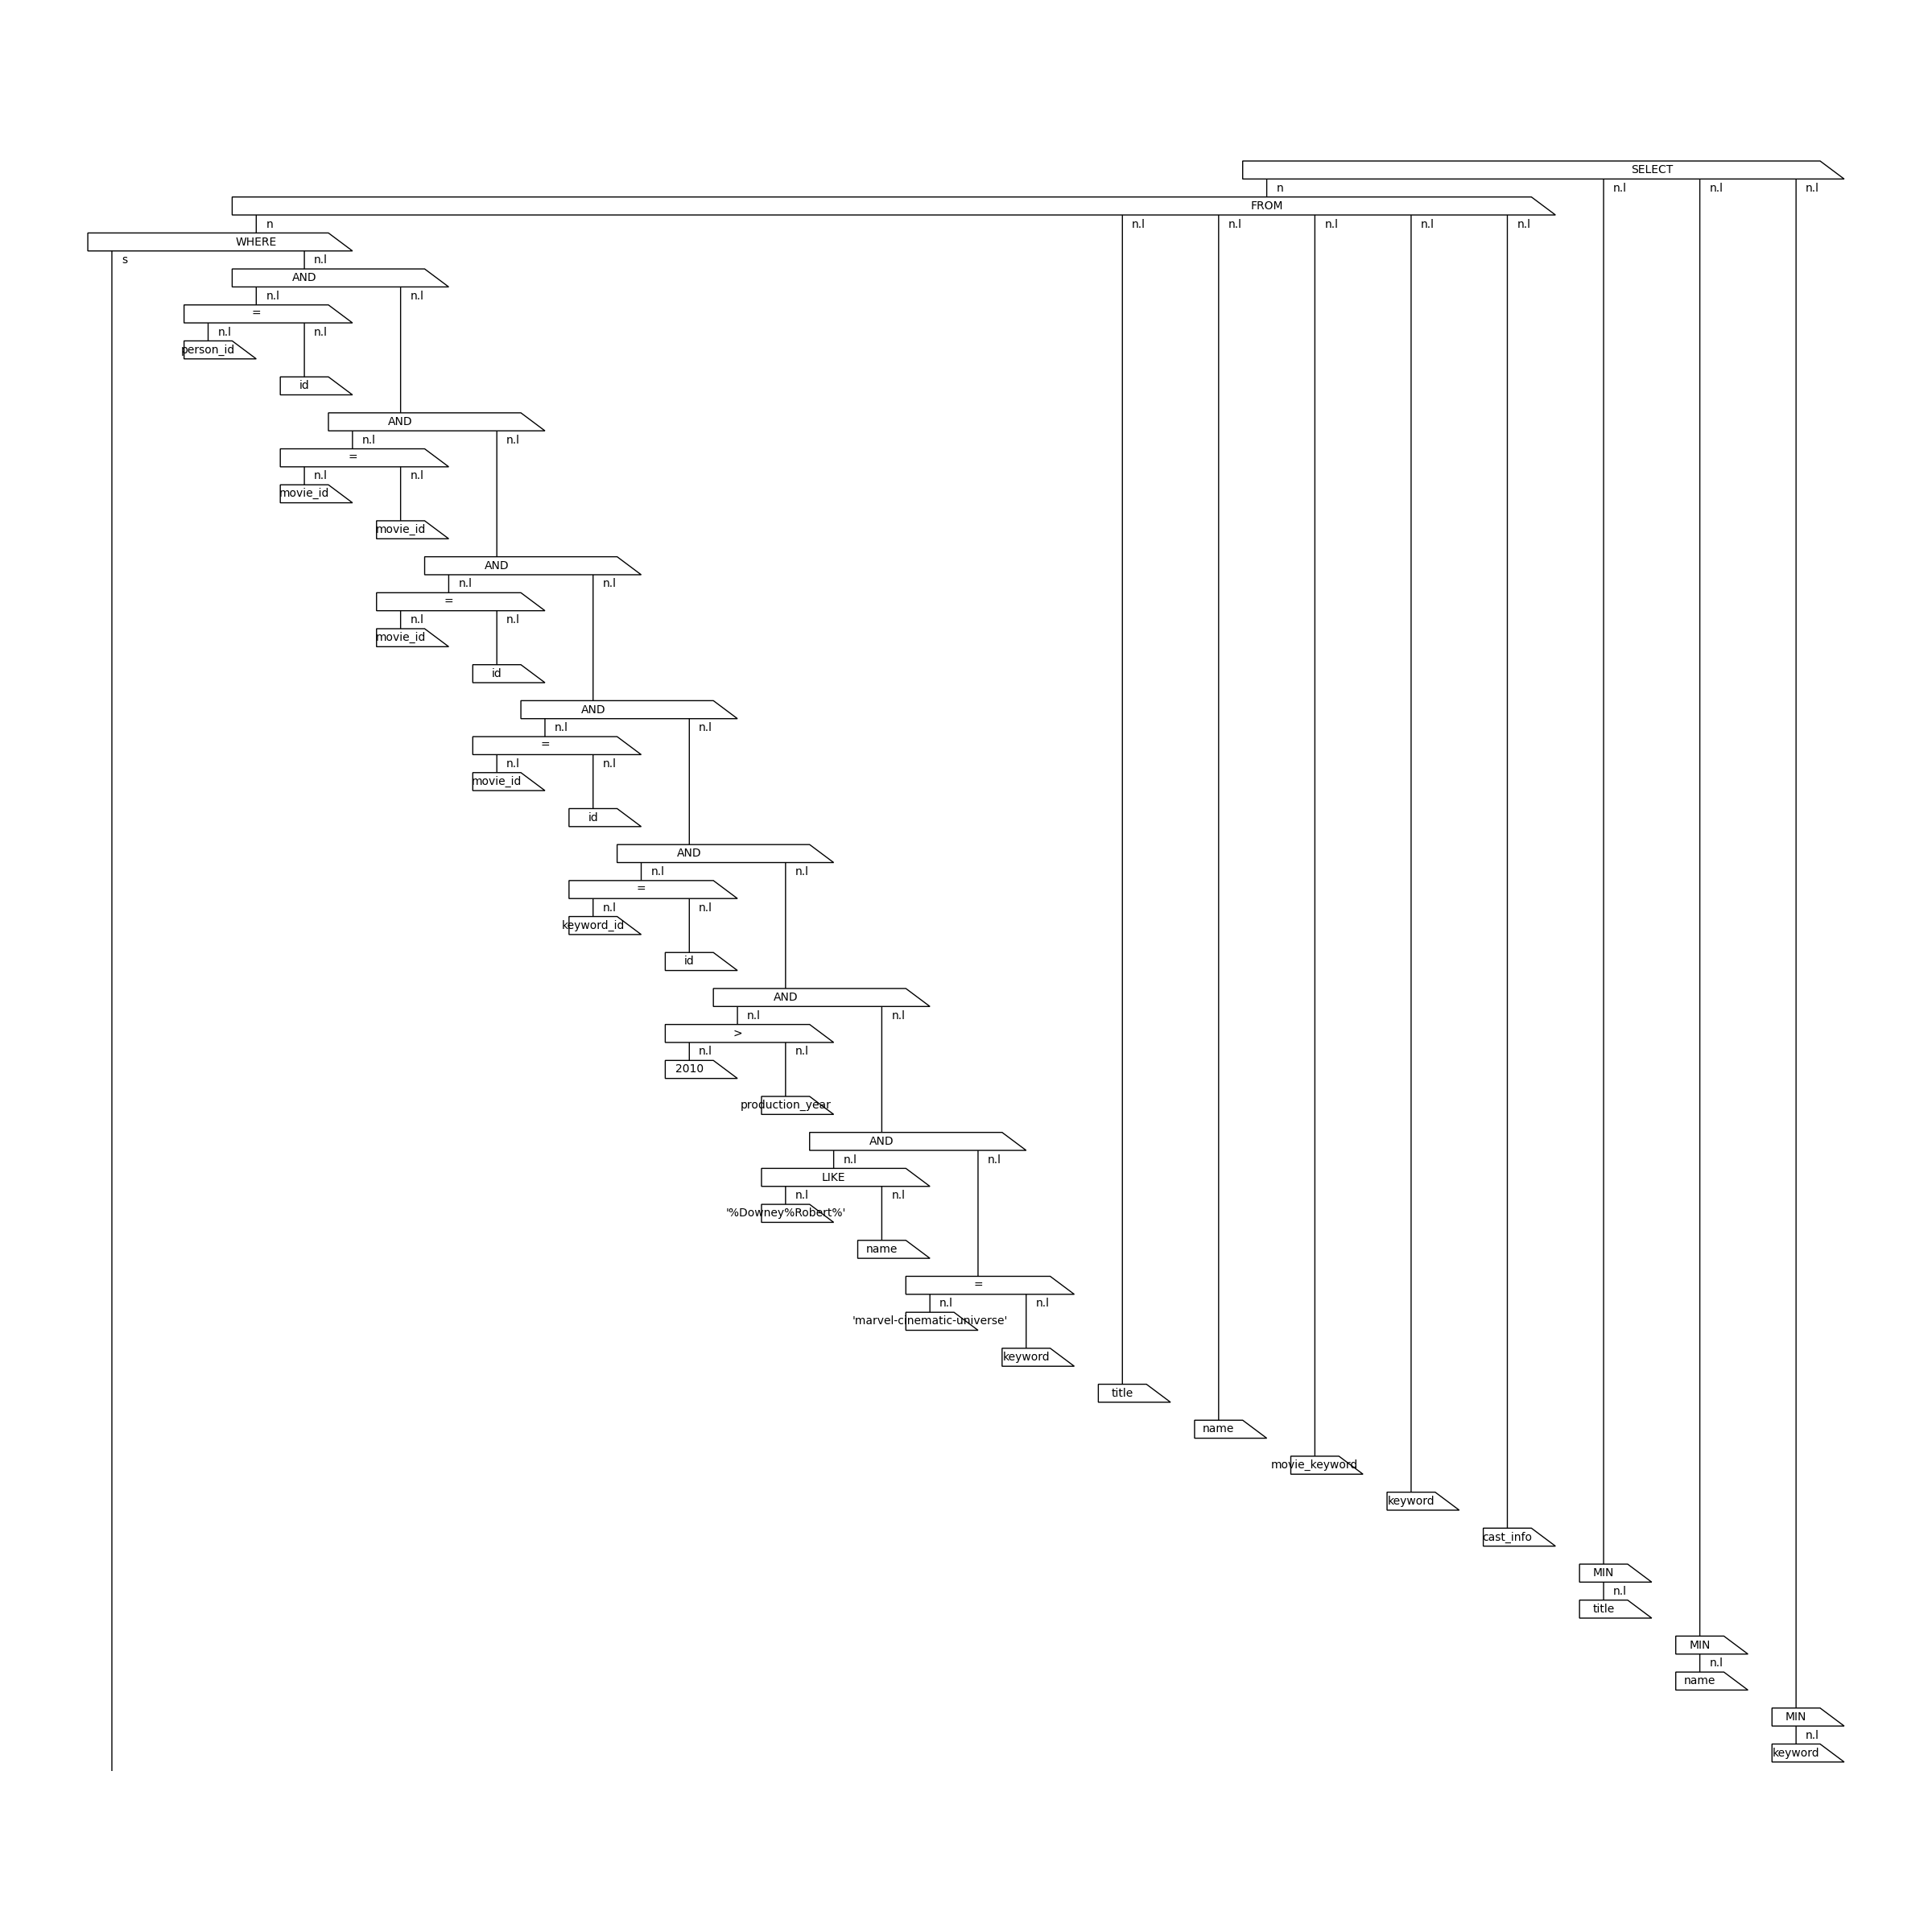 SELECT
n n.l n.l n.l
FROM
n n.l n.l n.l n.l n.l
WHERE
s n.l
AND
n.l n.l
=
n.l n.l
person_id
id
AND
n.l n.l
=
n.l n.l
movie_id
movie_id
AND
n.l n.l
=
n.l n.l
movie_id
id
AND
n.l n.l
=
n.l n.l
movie_id
id
AND
n.l n.l
=
n.l n.l
keyword_id
id
AND
n.l n.l
>
n.l n.l
2010
production_year
AND
n.l n.l
LIKE
n.l n.l
'%Downey%Robert%'
name
=
n.l n.l
'marvel-cinematic-universe'
keyword
title
name
movie_keyword
keyword
cast_info
MIN
n.l
title
MIN
n.l
name
MIN
n.l
keyword